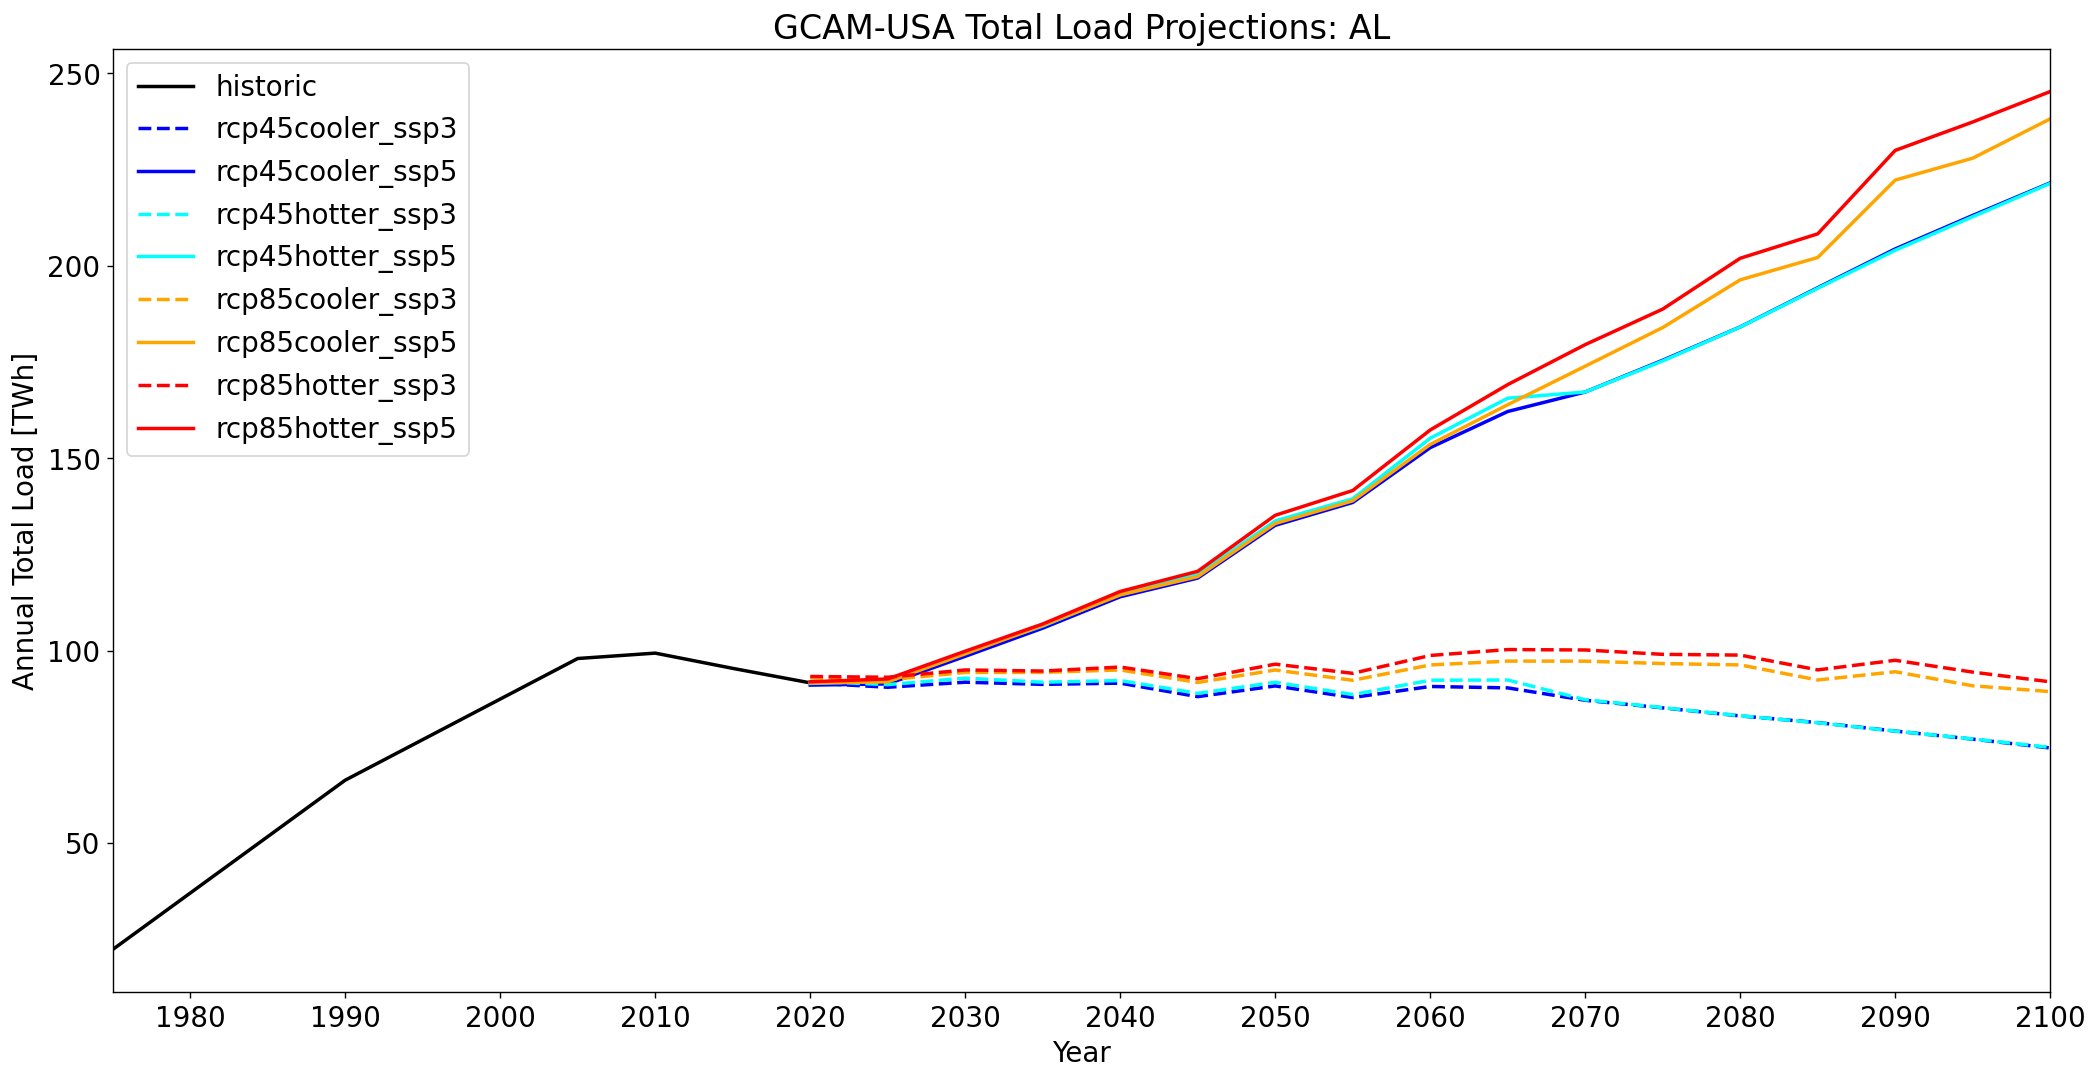 GCAM-USA Total Load Projections: AL
250
200
150
100
50
Annual Total Load [TWh]
historic
rcp45cooler_ssp3
rcp45cooler_ssp5
rcp45hotter_ssp3
rcp45hotter_ssp5
rcp85cooler_ssp3
rcp85cooler_ssp5
rcp85hotter_ssp3
rcp85hotter_ssp5
1980 1990 2000 2010 2020 2030 2040 2050 2060 2070 2080 2090 2100
Year